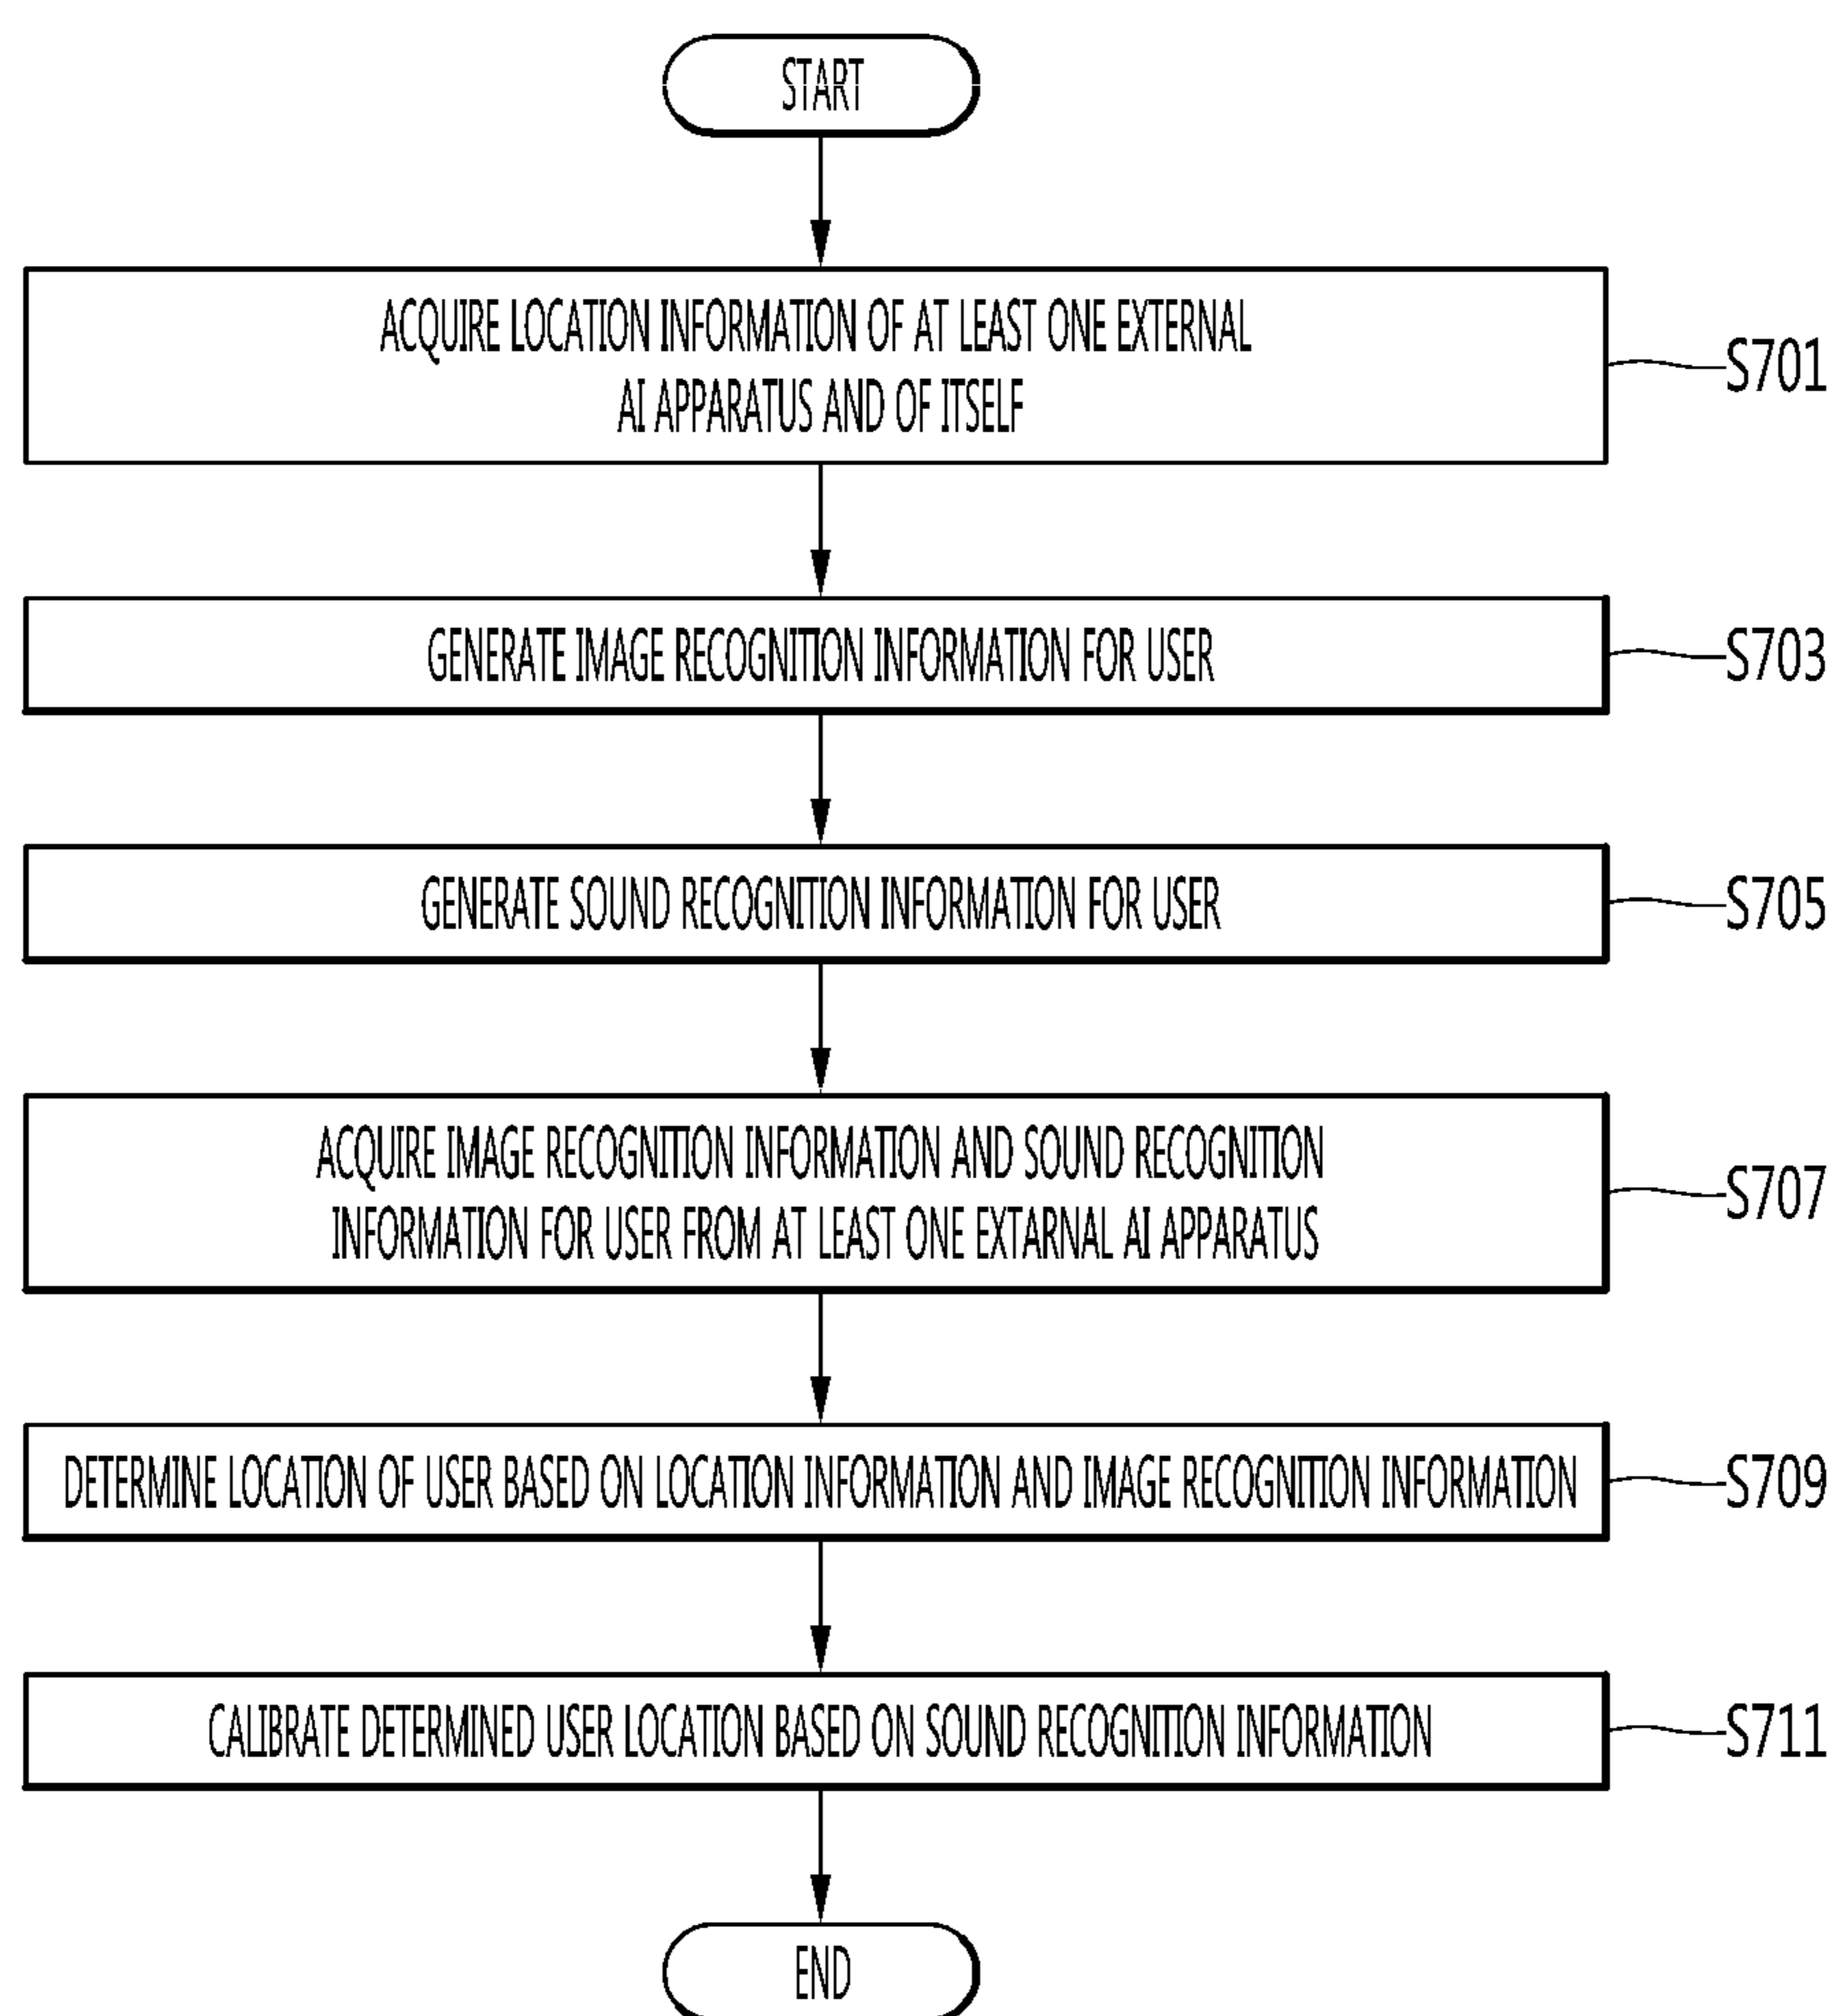 START
ACQUIRE LOCATION INFORMATION OF AT LEAST ONE EXTERNAL
AI APPARATUS AND OF ITSELF
S701
GENERATE IMAGE RECOGNITION INFORMATION FOR USER
S703
GENERATE SOUND RECOGNITION INFORMATION FOR USER
S705
ACQUIRE IMAGE RECOGNITION INFORMATION AND SOUND RECOGNITION
INFORMATION FOR USER FROM AT LEAST ONE EXTARNAL AI APPARATUS
S707
DETERMINE LOCATION OF USER BASED ON LOCATION INFORMATION AND IMAGE RECOGNITION INFORMATION
S709
CALIBRATE DETERMINED USER LOCATION BASED ON SOUND RECOGNITION INFORMATION
S711
END